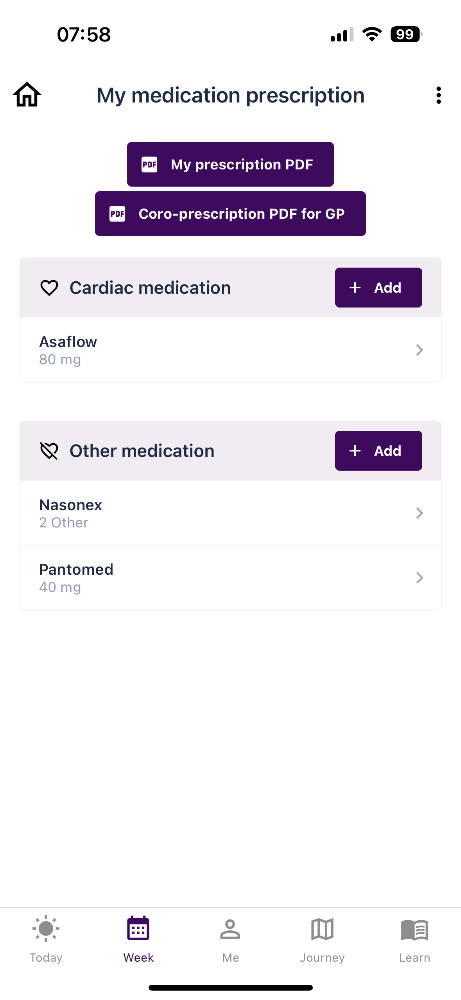 07:58
99
My medication prescription
PDF My prescription PDF
PDF Coro-prescription PDF for GP
Cardiac medication
+ Add
Asaflow
80 mg
Other medication
+ Add
Nasonex
2 Other
Pantomed
40 mg
Today Week Me Journey Learn